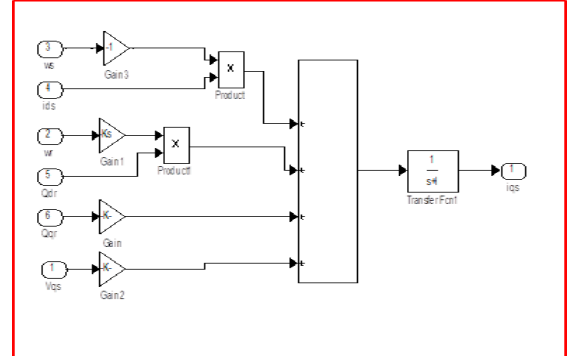 3
ws
-1
Gain3
4
ids
x
Product
2
wr
Ks
Gain1
x
Product1
5
Qdr
6
Qqr
-K-
Gain
1
Vqs
-K-
Gain2
+
+
+
+
1
s+l
Transfer Fcn1
1
iqs